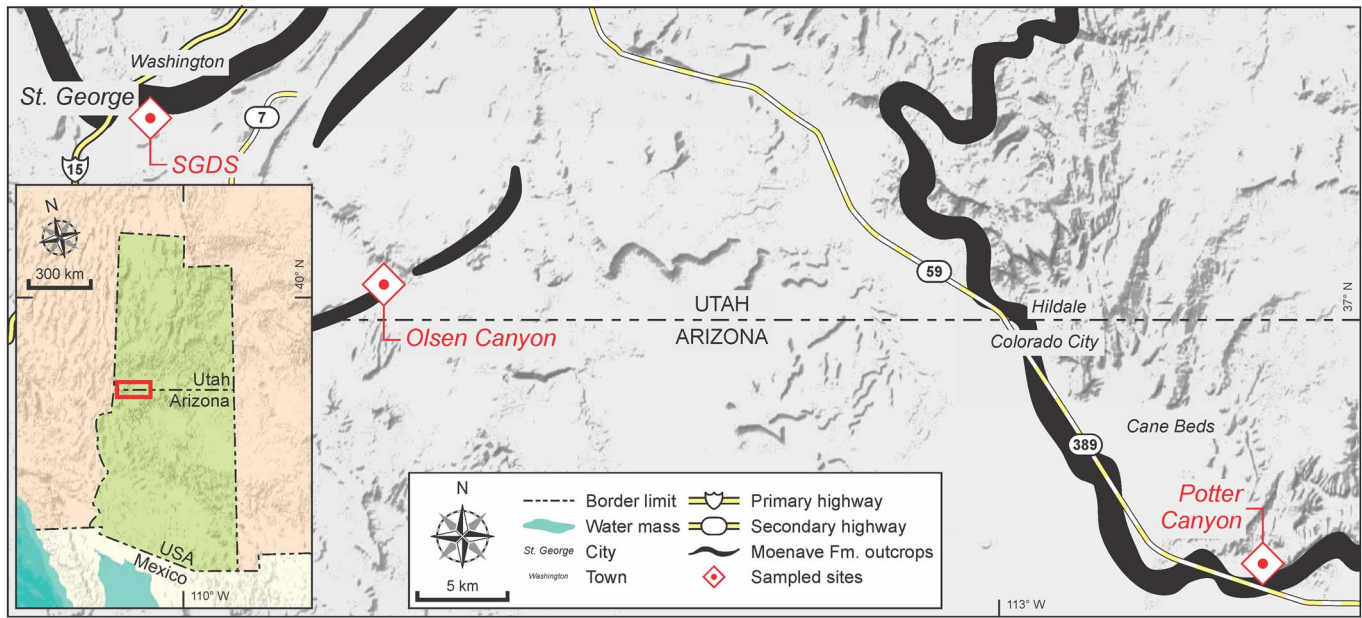 Washington
St. George
7
15
SGDS
N
300 km
40° N
59
UTAH
Hildale
37° N
ARIZONA
Colorado City
Olsen Canyon
Utah
Arizona
Cane Beds
389
Potter
Canyon
N
Border limit
Primary highway
Water mass
Secondary highway
St. George
City
Moenave Fm. outcrops
Washington
Town
Sampled sites
5 km
USA
Mexico
110° W
113° W